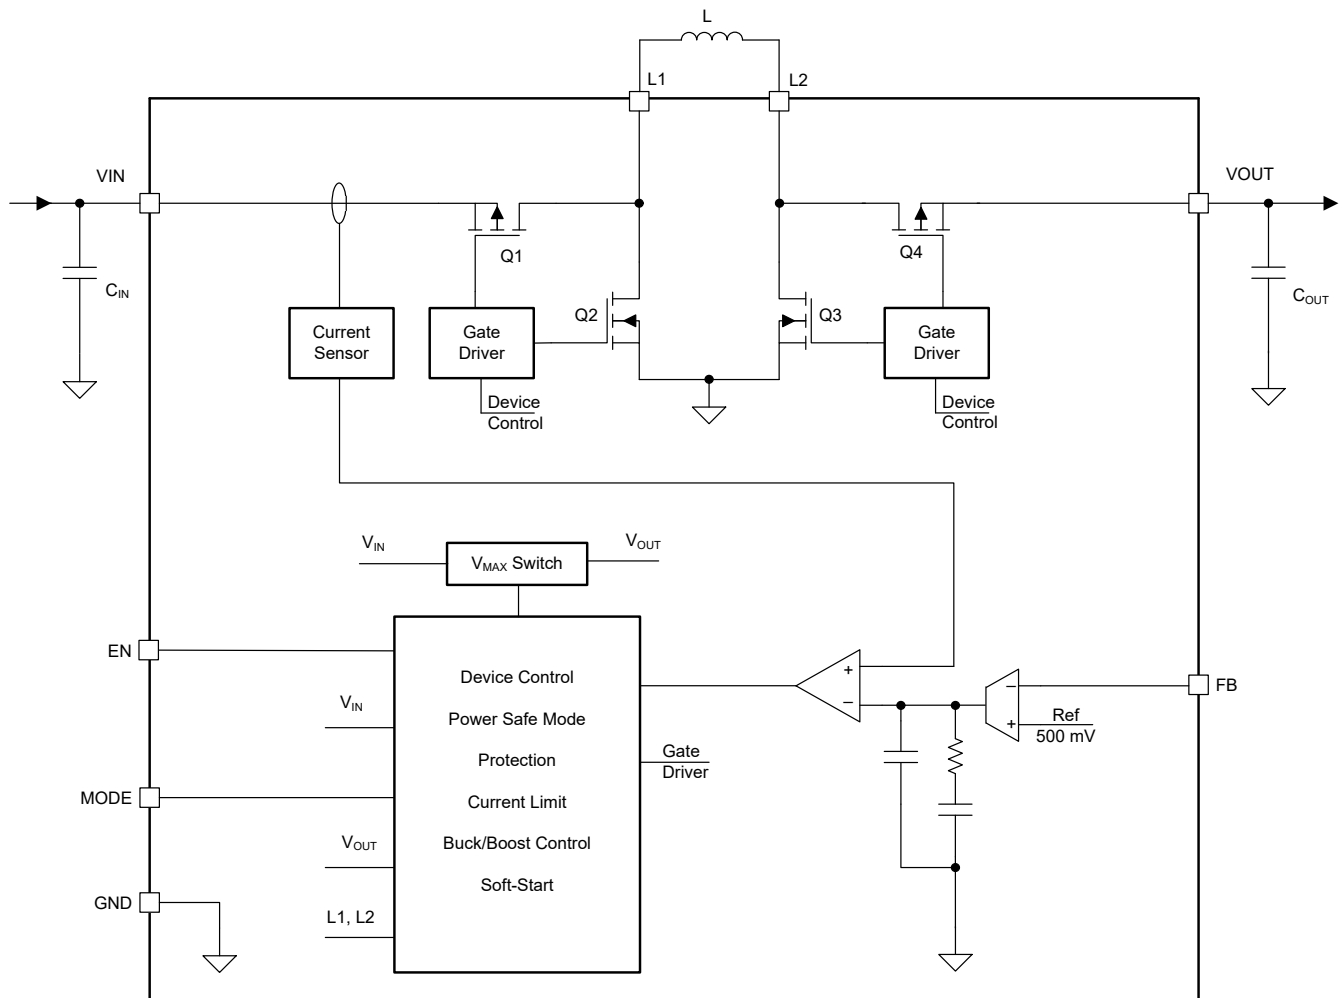 L
L1
L2
VIN
VOUT
Q1
Q4
CIN
COUT
Q2
Q3
Current
Sensor
Gate
Driver
Gate
Driver
Device
Control
Device
Control
VIN
VMAX Switch
VOUT
EN
Device Control
+
–
–
+
FB
VIN
Power Safe Mode
Ref
500 mV
Protection
Gate
Driver
MODE
Current Limit
VOUT
Buck/Boost Control
Soft-Start
GND
L1, L2